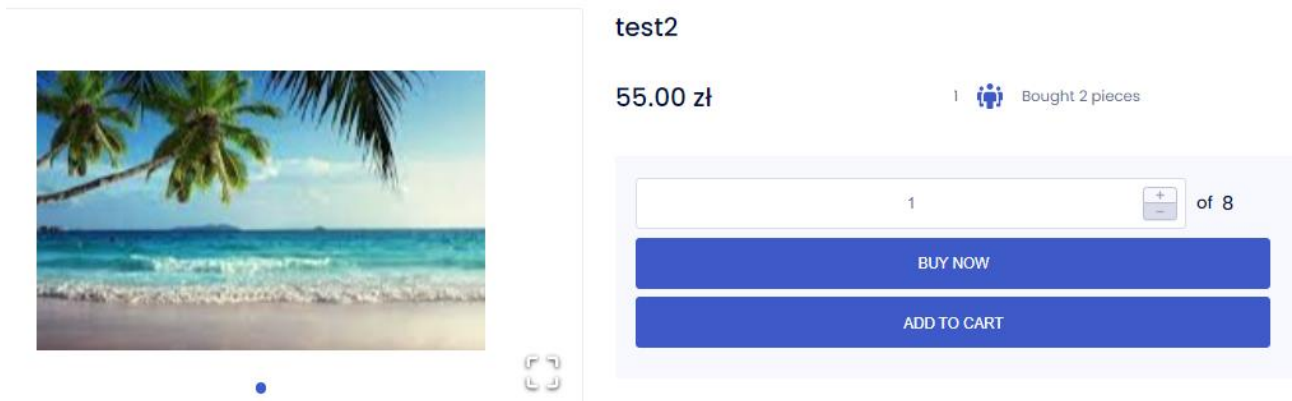 test2
55.00 zł
1 Bought 2 pieces
1 + - of 8
BUY NOW
ADD TO CART